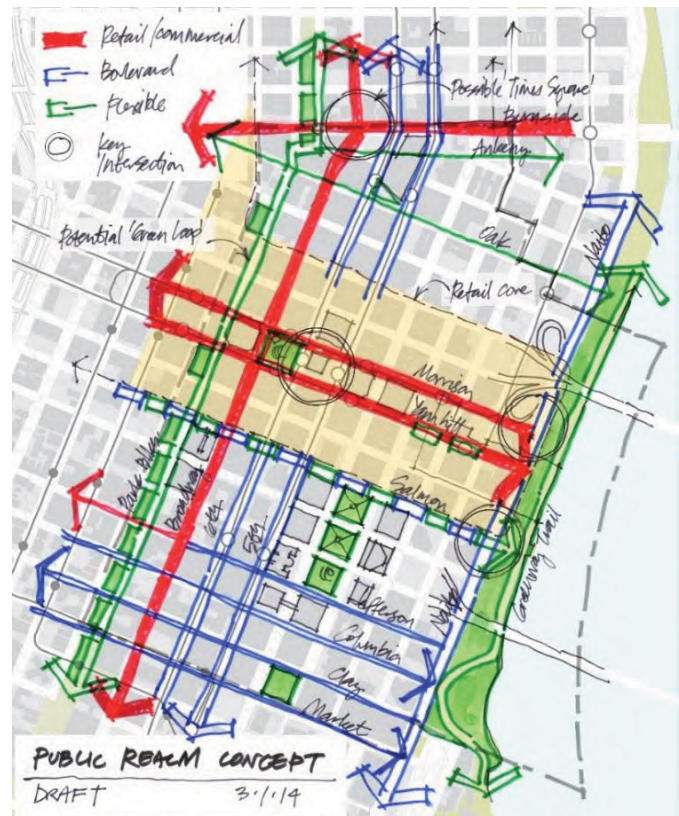 Retail/commercial
Boulevard
Flexible
Key
Intersection
Possible 'Times Square'
Burnside
Ankeny
Potential 'Green Loop'
Oak
Naito
Retail core
Morrison
Yamhill
Salmon
Park Blocks
Broadway
6th
5th
Jefferson
Columbia
Clay
Market
Naito
Greenway Trail
PUBLIC REALM CONCEPT
DRAFT 3·1·14